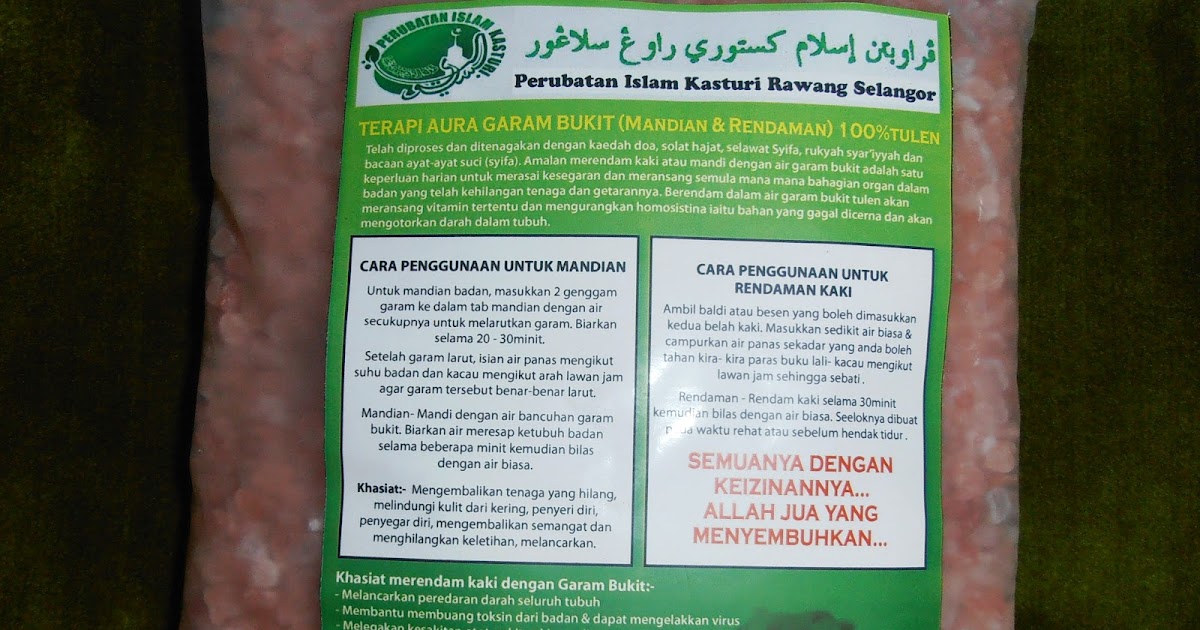 PERUBATAN ISLAM KASTURI
ڤراوبتن إسلام كستوري راوڠ سلاڠور
Perubatan Islam Kasturi Rawang Selangor
TERAPI AURA GARAM BUKIT (MANDIAN & RENDAMAN) 100%TULEN
Telah diproses dan ditenagakan dengan kaedah doa, solat hajat, selawat Syifa, rukyah syar'iyyah dan
bacaan ayat-ayat suci (syifa). Amalan merendam kaki atau mandi dengan air garam bukit adalah satu
keperluan harian untuk merasai kesegaran dan meransang semula mana mana bahagian organ dalam
badan yang telah kehilangan tenaga dan getarannya. Berendam dalam air garam bukit tulen akan
meransang vitamin tertentu dan mengurangkan homosistina iaitu bahan yang gagal dicerna dan akan
mengotorkan darah dalam tubuh.
CARA PENGGUNAAN UNTUK MANDIAN
Untuk mandian badan, masukkan 2 genggam
garam ke dalam tab mandian dengan air
secukupnya untuk melarutkan garam. Biarkan
selama 20 - 30minit.
Setelah garam larut, isian air panas mengikut
suhu badan dan kacau mengikut arah lawan jam
agar garam tersebut benar-benar larut.
Mandian- Mandi dengan air bancuhan garam
bukit. Biarkan air meresap ketubuh badan
selama beberapa minit kemudian bilas
dengan air biasa.
Khasiat:- Mengembalikan tenaga yang hilang,
melindungi kulit dari kering, penyeri diri,
penyegar diri, mengembalikan semangat dan
menghilangkan keletihan, melancarkan.
CARA PENGGUNAAN UNTUK
RENDAMAN KAKI
Ambil baldi atau besen yang boleh dimasukkan
kedua belah kaki. Masukkan sedikit air biasa &
campurkan air panas sekadar yang anda boleh
tahan kira- kira paras buku lali- kacau mengikut
lawan jam sehingga sebati .
Rendaman - Rendam kaki selama 30minit
kemudian bilas dengan air biasa. Seeloknya dibuat
pada waktu rehat atau sebelum hendak tidur .
SEMUANYA DENGAN
KEIZINANNYA...
ALLAH JUA YANG
MENYEMBUHKAN...
Khasiat merendam kaki dengan Garam Bukit:-
- Melancarkan peredaran darah seluruh tubuh
- Membantu membuang toksin dari badan & dapat mengelakkan virus
- Melegakan